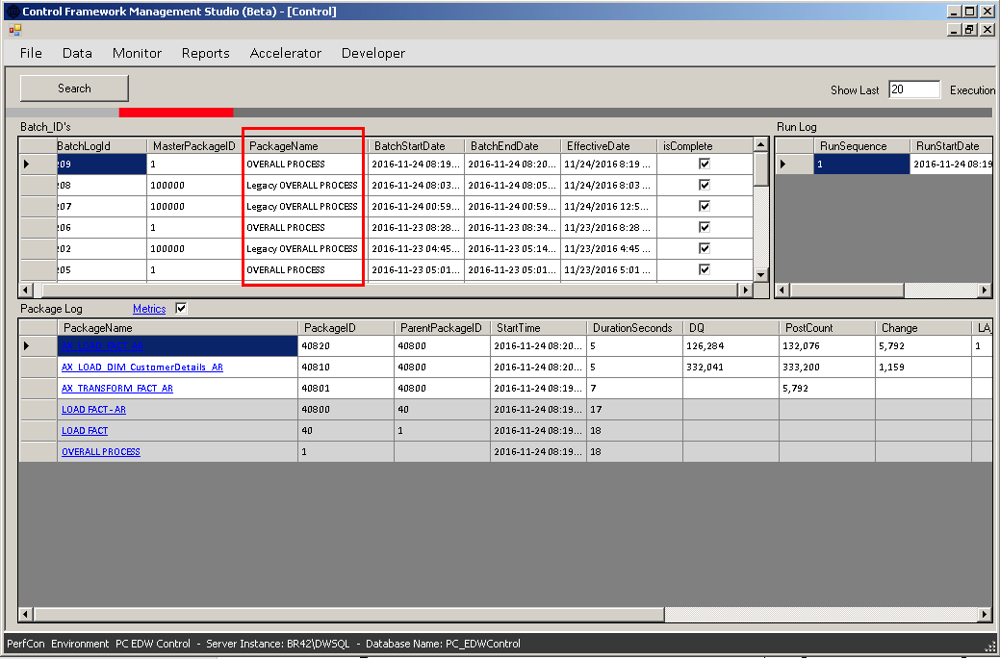 Control Framework Management Studio (Beta) - [Control]
File Data Monitor Reports Accelerator Developer
Search Show Last 20 Execution
Batch_ID's Run Log
BatchLogId MasterPackageID PackageName BatchStartDate BatchEndDate EffectiveDate isComplete RunSequence RunStartDate
09 1 OVERALL PROCESS 2016-11-24 08:19... 2016-11-24 08:20... 11/24/2016 8:19 ... 1 2016-11-24 08:19
08 100000 Legacy OVERALL PROCESS 2016-11-24 08:03... 2016-11-24 08:05... 11/24/2016 8:03 ...
07 100000 Legacy OVERALL PROCESS 2016-11-24 00:59... 2016-11-24 00:59... 11/24/2016 12:5...
06 1 OVERALL PROCESS 2016-11-23 08:28... 2016-11-23 08:34... 11/23/2016 8:28 ...
02 100000 Legacy OVERALL PROCESS 2016-11-23 04:45... 2016-11-23 05:14... 11/23/2016 4:45 ...
05 1 OVERALL PROCESS 2016-11-23 05:01... 2016-11-23 05:01... 11/23/2016 5:01 ...
Package Log Metrics
PackageName PackageID ParentPackageID StartTime DurationSeconds DQ PostCount Change LA
AX_LOAD_FACT_AR 40820 40800 2016-11-24 08:20... 5 126,284 132,076 5,792 1
AX_LOAD_DIM_CustomerDetails_AR 40810 40800 2016-11-24 08:20... 5 332,041 333,200 1,159
AX_TRANSFORM_FACT_AR 40801 40800 2016-11-24 08:19... 7 5,792
LOAD FACT - AR 40800 40 2016-11-24 08:19... 17
LOAD FACT 40 1 2016-11-24 08:19... 18
OVERALL PROCESS 1 2016-11-24 08:19... 18
PerfCon Environment PC EDW Control - Server Instance: BR42\DWSQL - Database Name: PC_EDWControl